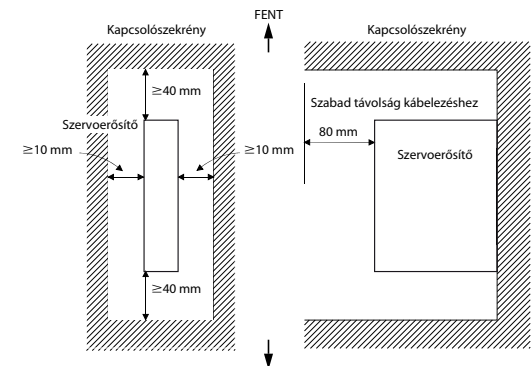 FENT
Kapcsolószekrény
Kapcsolószekrény
≥40 mm
Szervoerősítő
≥10 mm
≥10 mm
≥40 mm
Szabad távolság kábelezéshez
80 mm
Szervoerősítő